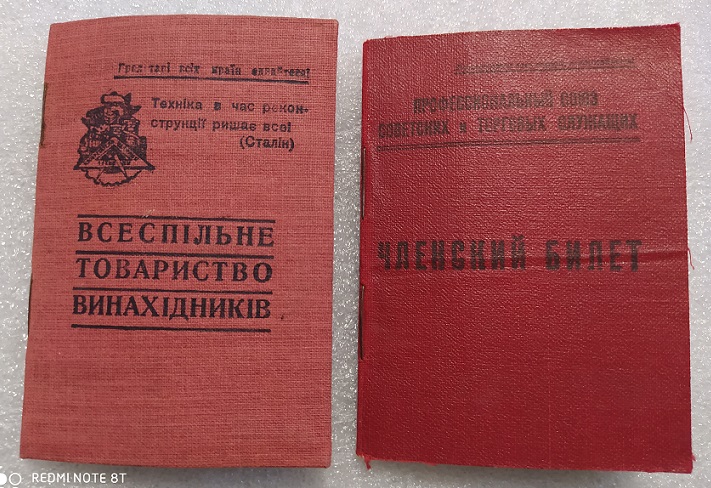 Пролетарі всіх країн єднайтеся!
Техніка в час рекон-
струкції ришає все!
(Сталін)
ВСЕСПІЛЬНЕ
ТОВАРИСТВО
ВИНАХІДНИКІВ
ПРОФЕССИОНАЛЬНЫЙ СОЮЗ
СОВЕТСКИХ и ТОРГОВЫХ СЛУЖАЩИХ
ЧЛЕНСКИЙ БИЛЕТ
REDMI NOTE 8T